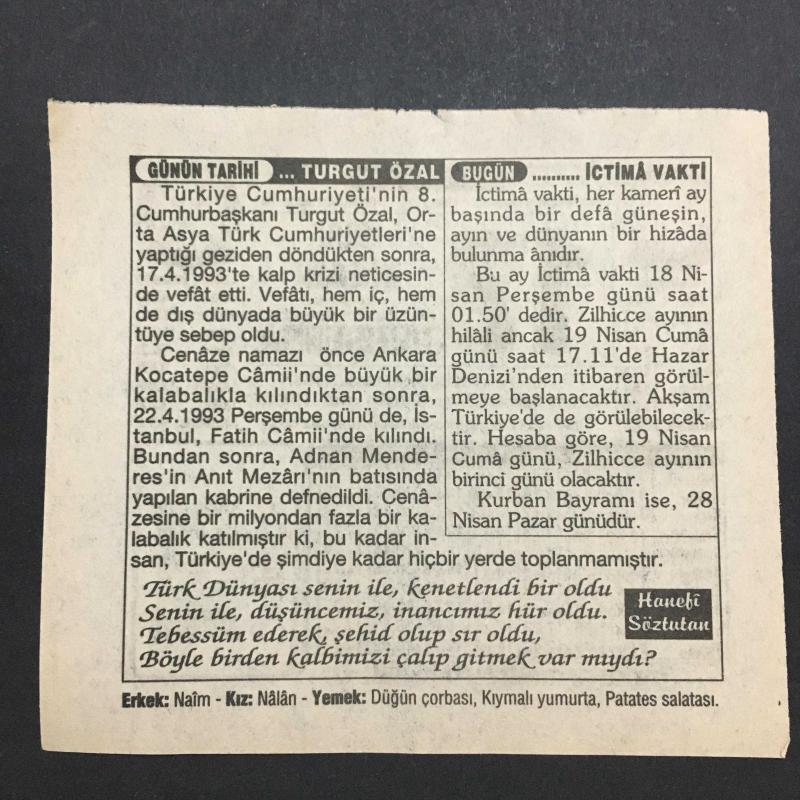 GÜNÜN TARİHİ ... TURGUT ÖZAL
Türkiye Cumhuriyeti'nin 8.
Cumhurbaşkanı Turgut Özal, Or-
ta Asya Türk Cumhuriyetleri'ne
yaptığı geziden döndükten sonra,
17.4.1993'te kalp krizi neticesin-
de vefât etti. Vefâtı, hem iç, hem
de dış dünyada büyük bir üzün-
tüye sebep oldu.
Cenâze namazı önce Ankara
Kocatepe Câmii'nde büyük bir
kalabalıkla kılındıktan sonra,
22.4.1993 Perşembe günü de, İs-
tanbul, Fatih Câmii'nde kılındı.
Bundan sonra, Adnan Mende-
res'in Anıt Mezârı'nın batısında
yapılan kabrine defnedildi. Cenâ-
zesine bir milyondan fazla bir ka-
labalık katılmıştır ki, bu kadar in-
san, Türkiye'de şimdiye kadar hiçbir yerde toplanmamıştır.
BUGÜN .......... İCTİMÂ VAKTİ
İctimâ vakti, her kamerî ay
başında bir defâ güneşin,
ayın ve dünyanın bir hizâda
bulunma ânıdır.
Bu ay İctimâ vakti 18 Ni-
san Perşembe günü saat
01.50' dedir. Zilhicce ayının
hilâli ancak 19 Nisan Cumâ
günü saat 17.11'de Hazar
Denizi'nden itibaren görül-
meye başlanacaktır. Akşam
Türkiye'de de görülebilecek-
tir. Hesaba göre, 19 Nisan
Cumâ günü, Zilhicce ayının
birinci günü olacaktır.
Kurban Bayramı ise, 28
Nisan Pazar günüdür.
Türk Dünyası senin ile, kenetlendi bir oldu
Senin ile, düşüncemiz, inancımız hür oldu.
Tebessüm ederek, şehid olup sır oldu,
Böyle birden kalbimizi çalıp gitmek var mıydı?
Hanefî
Söztutan
Erkek: Naîm - Kız: Nâlân - Yemek: Düğün çorbası, Kıymalı yumurta, Patates salatası.